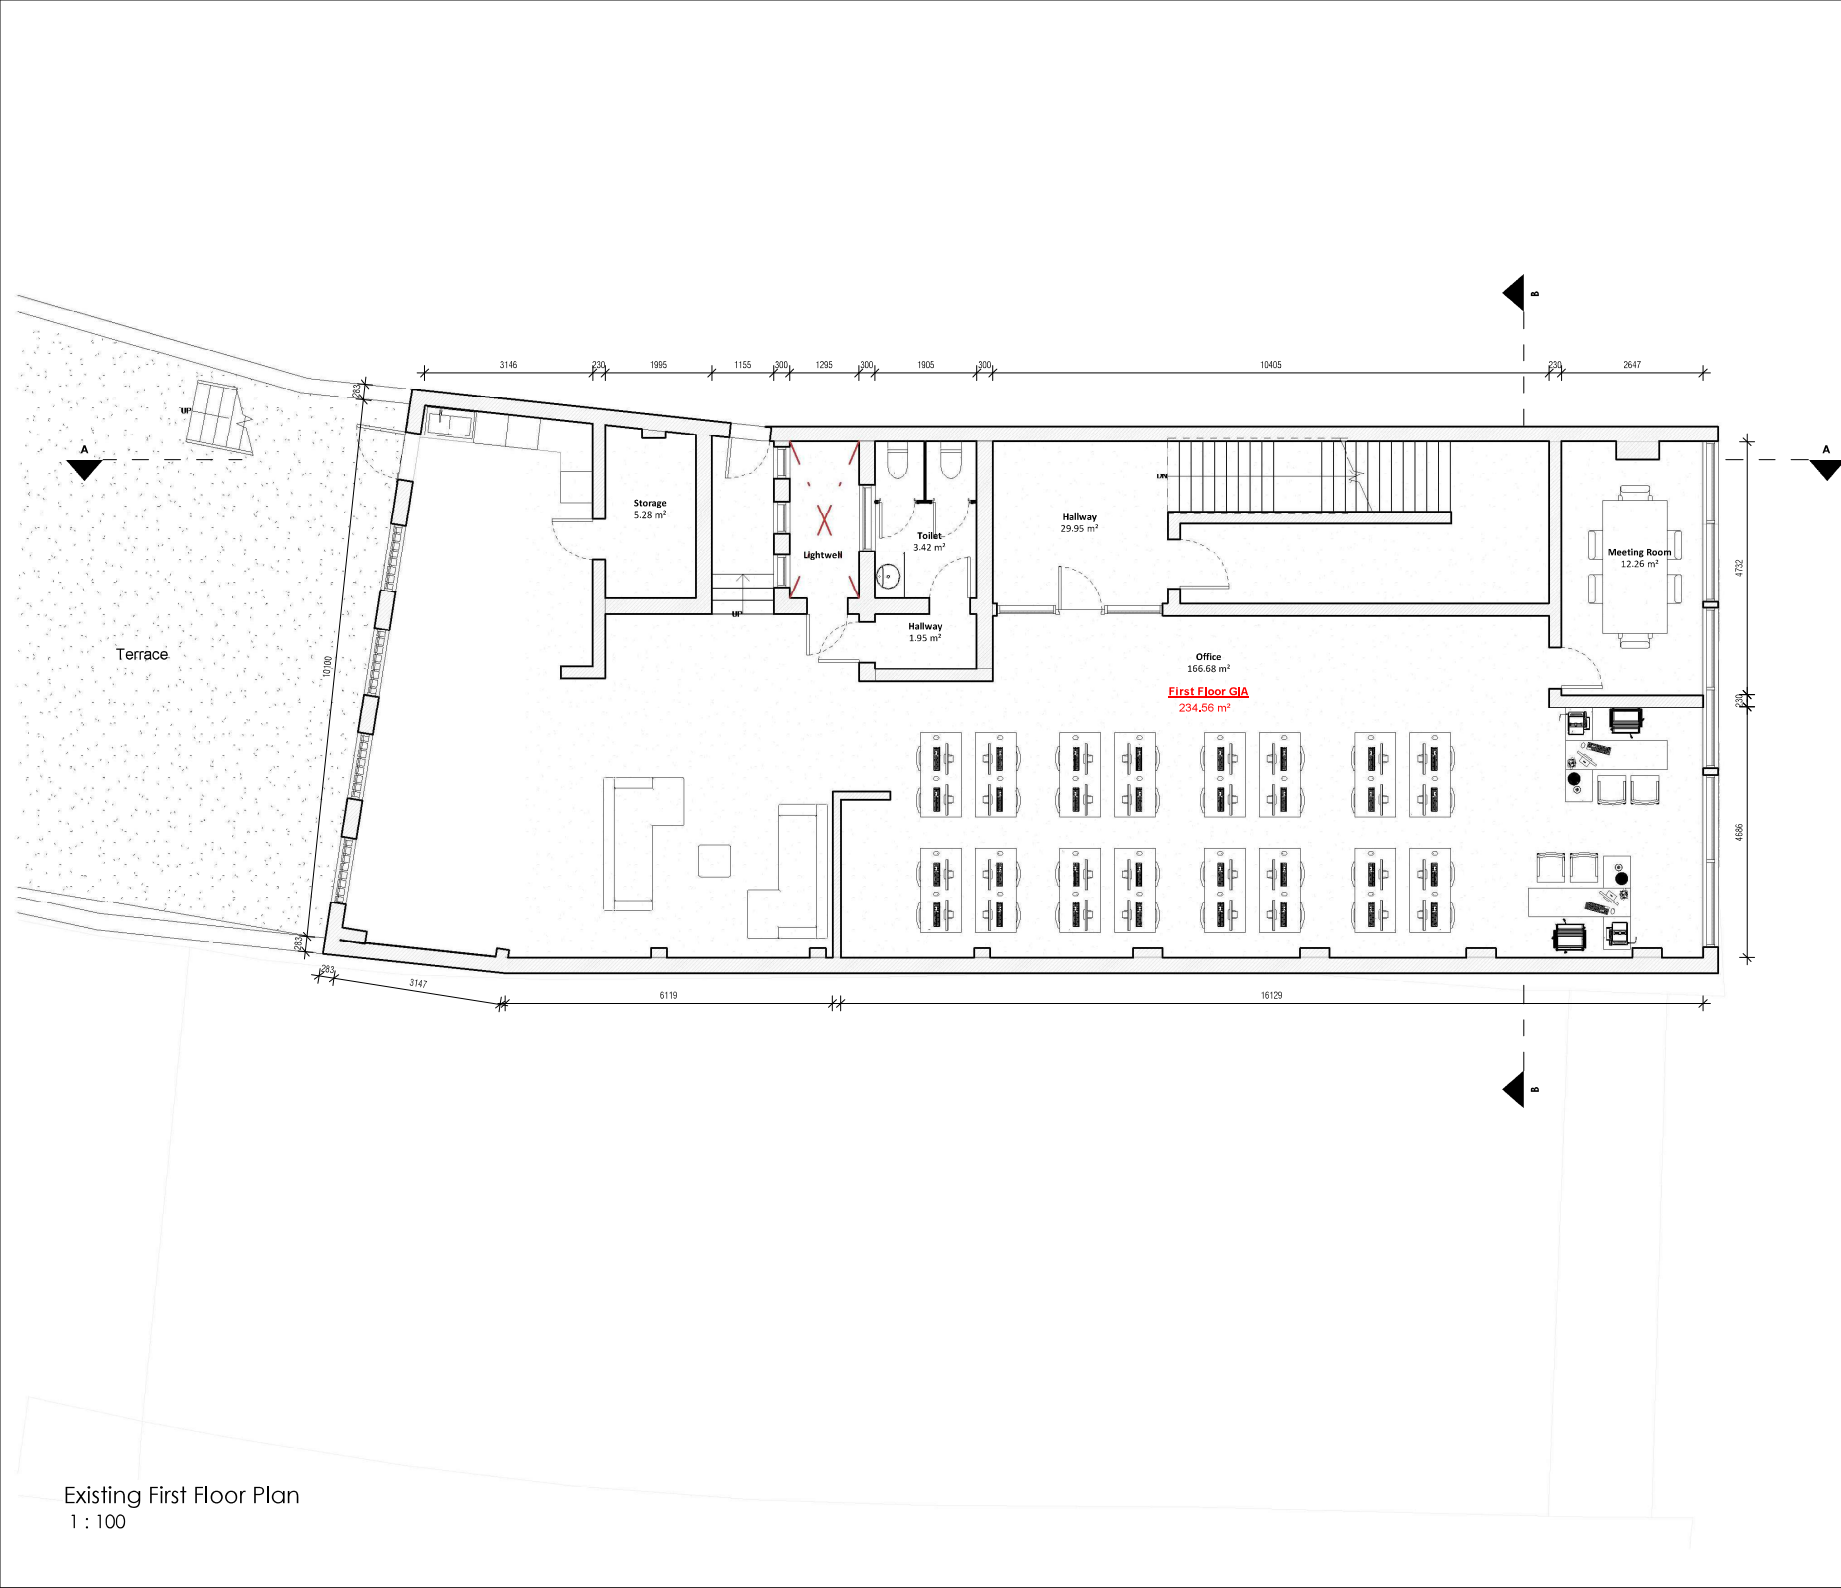 B
3146
230
1995
1155
300
1295
300
1905
300
10405
230
2647
283
UP
A
A
Storage
5.28 m²
Lightwell
Toilet
3.42 m²
UP
Hallway
29.95 m²
DN
Meeting Room
12.26 m²
4732
Hallway
1.95 m²
Terrace
10100
Office
166.68 m²
First Floor GIA
234.56 m²
230
4686
283
283
3147
6119
16129
B
Existing First Floor Plan
1 : 100